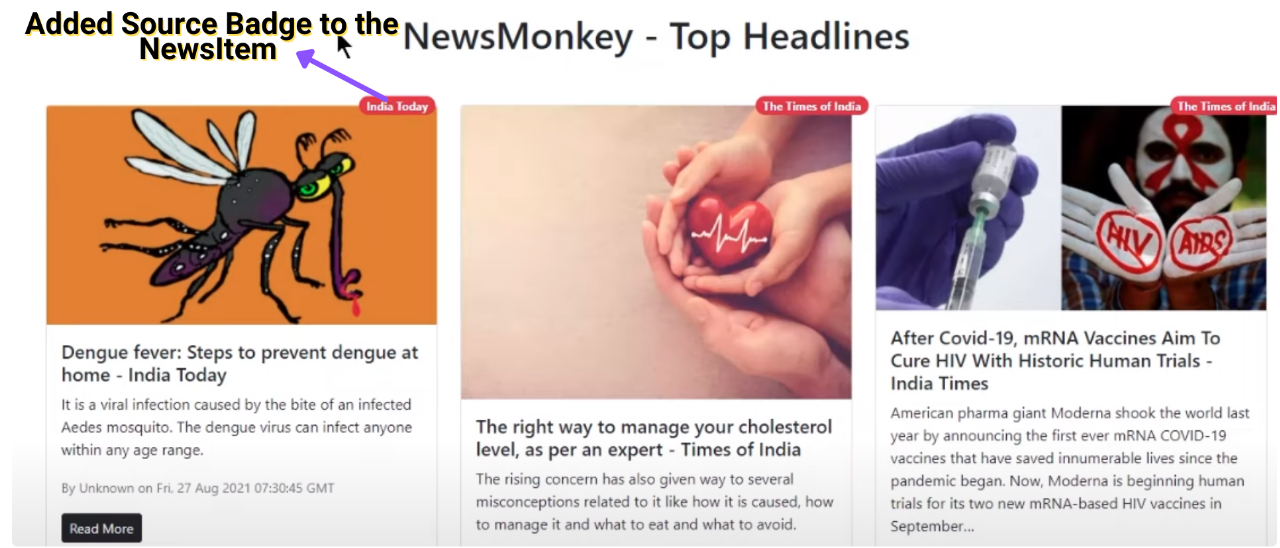 Added Source Badge to the
NewsItem
NewsMonkey - Top Headlines
India Today
Dengue fever: Steps to prevent dengue at
home - India Today
It is a viral infection caused by the bite of an infected
Aedes mosquito. The dengue virus can infect anyone
within any age range.
By Unknown on Fri, 27 Aug 2021 07:30:45 GMT
Read More
The Times of India
The right way to manage your cholesterol
level, as per an expert - Times of India
The rising concern has also given way to several
misconceptions related to it like how it is caused, how
to manage it and what to eat and what to avoid.
The Times of India
HIV
AIDS
After Covid-19, mRNA Vaccines Aim To
Cure HIV With Historic Human Trials -
India Times
American pharma giant Moderna shook the world last
year by announcing the first ever mRNA COVID-19
vaccines that have saved innumerable lives since the
pandemic began. Now, Moderna is beginning human
trials for its two new mRNA-based HIV vaccines in
September...